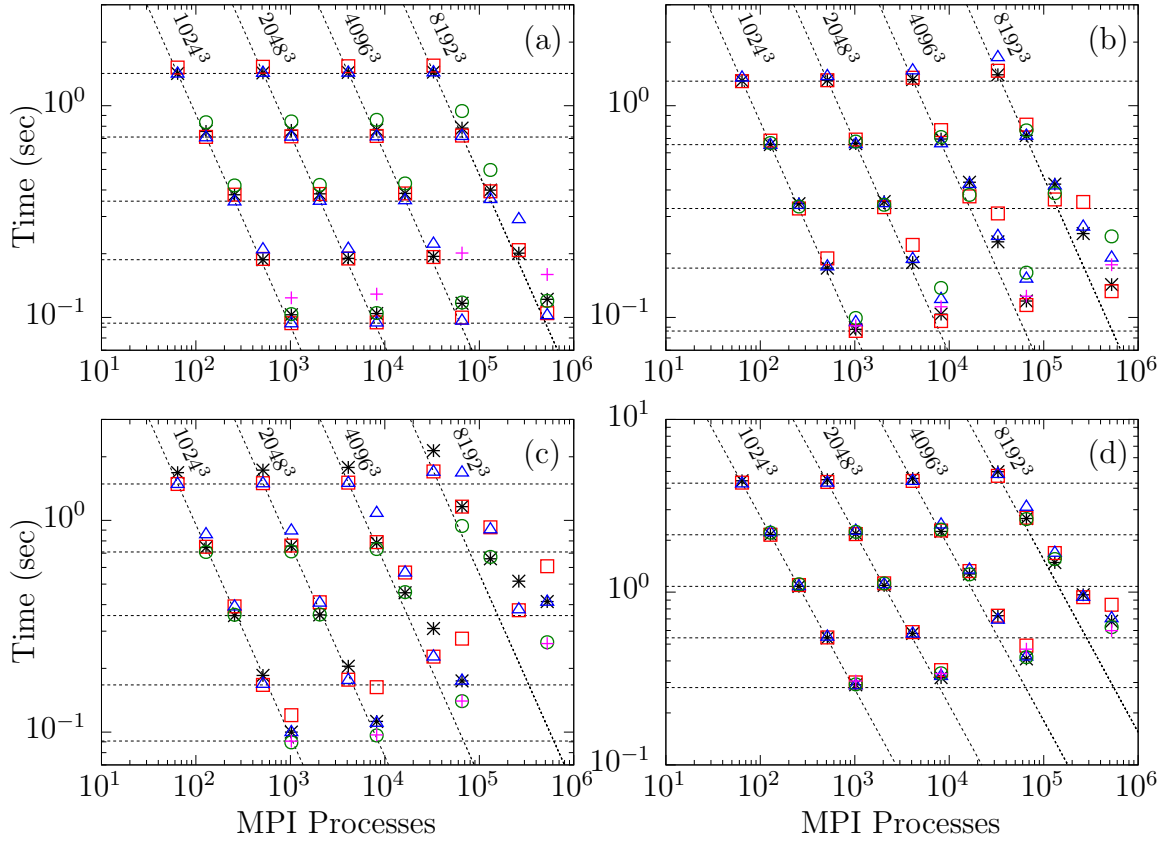 1024³ 2048³ 4096³ 8192³ (a)
10⁰
10⁻¹
Time (sec)
10¹ 10² 10³ 10⁴ 10⁵ 10⁶
1024³ 2048³ 4096³ 8192³ (b)
10⁰
10⁻¹
10¹ 10² 10³ 10⁴ 10⁵ 10⁶
1024³ 2048³ 4096³ 8192³ (c)
10⁰
10⁻¹
Time (sec)
10¹ 10² 10³ 10⁴ 10⁵ 10⁶
MPI Processes
1024³ 2048³ 4096³ 8192³ (d)
10¹
10⁰
10⁻¹
10¹ 10² 10³ 10⁴ 10⁵ 10⁶
MPI Processes